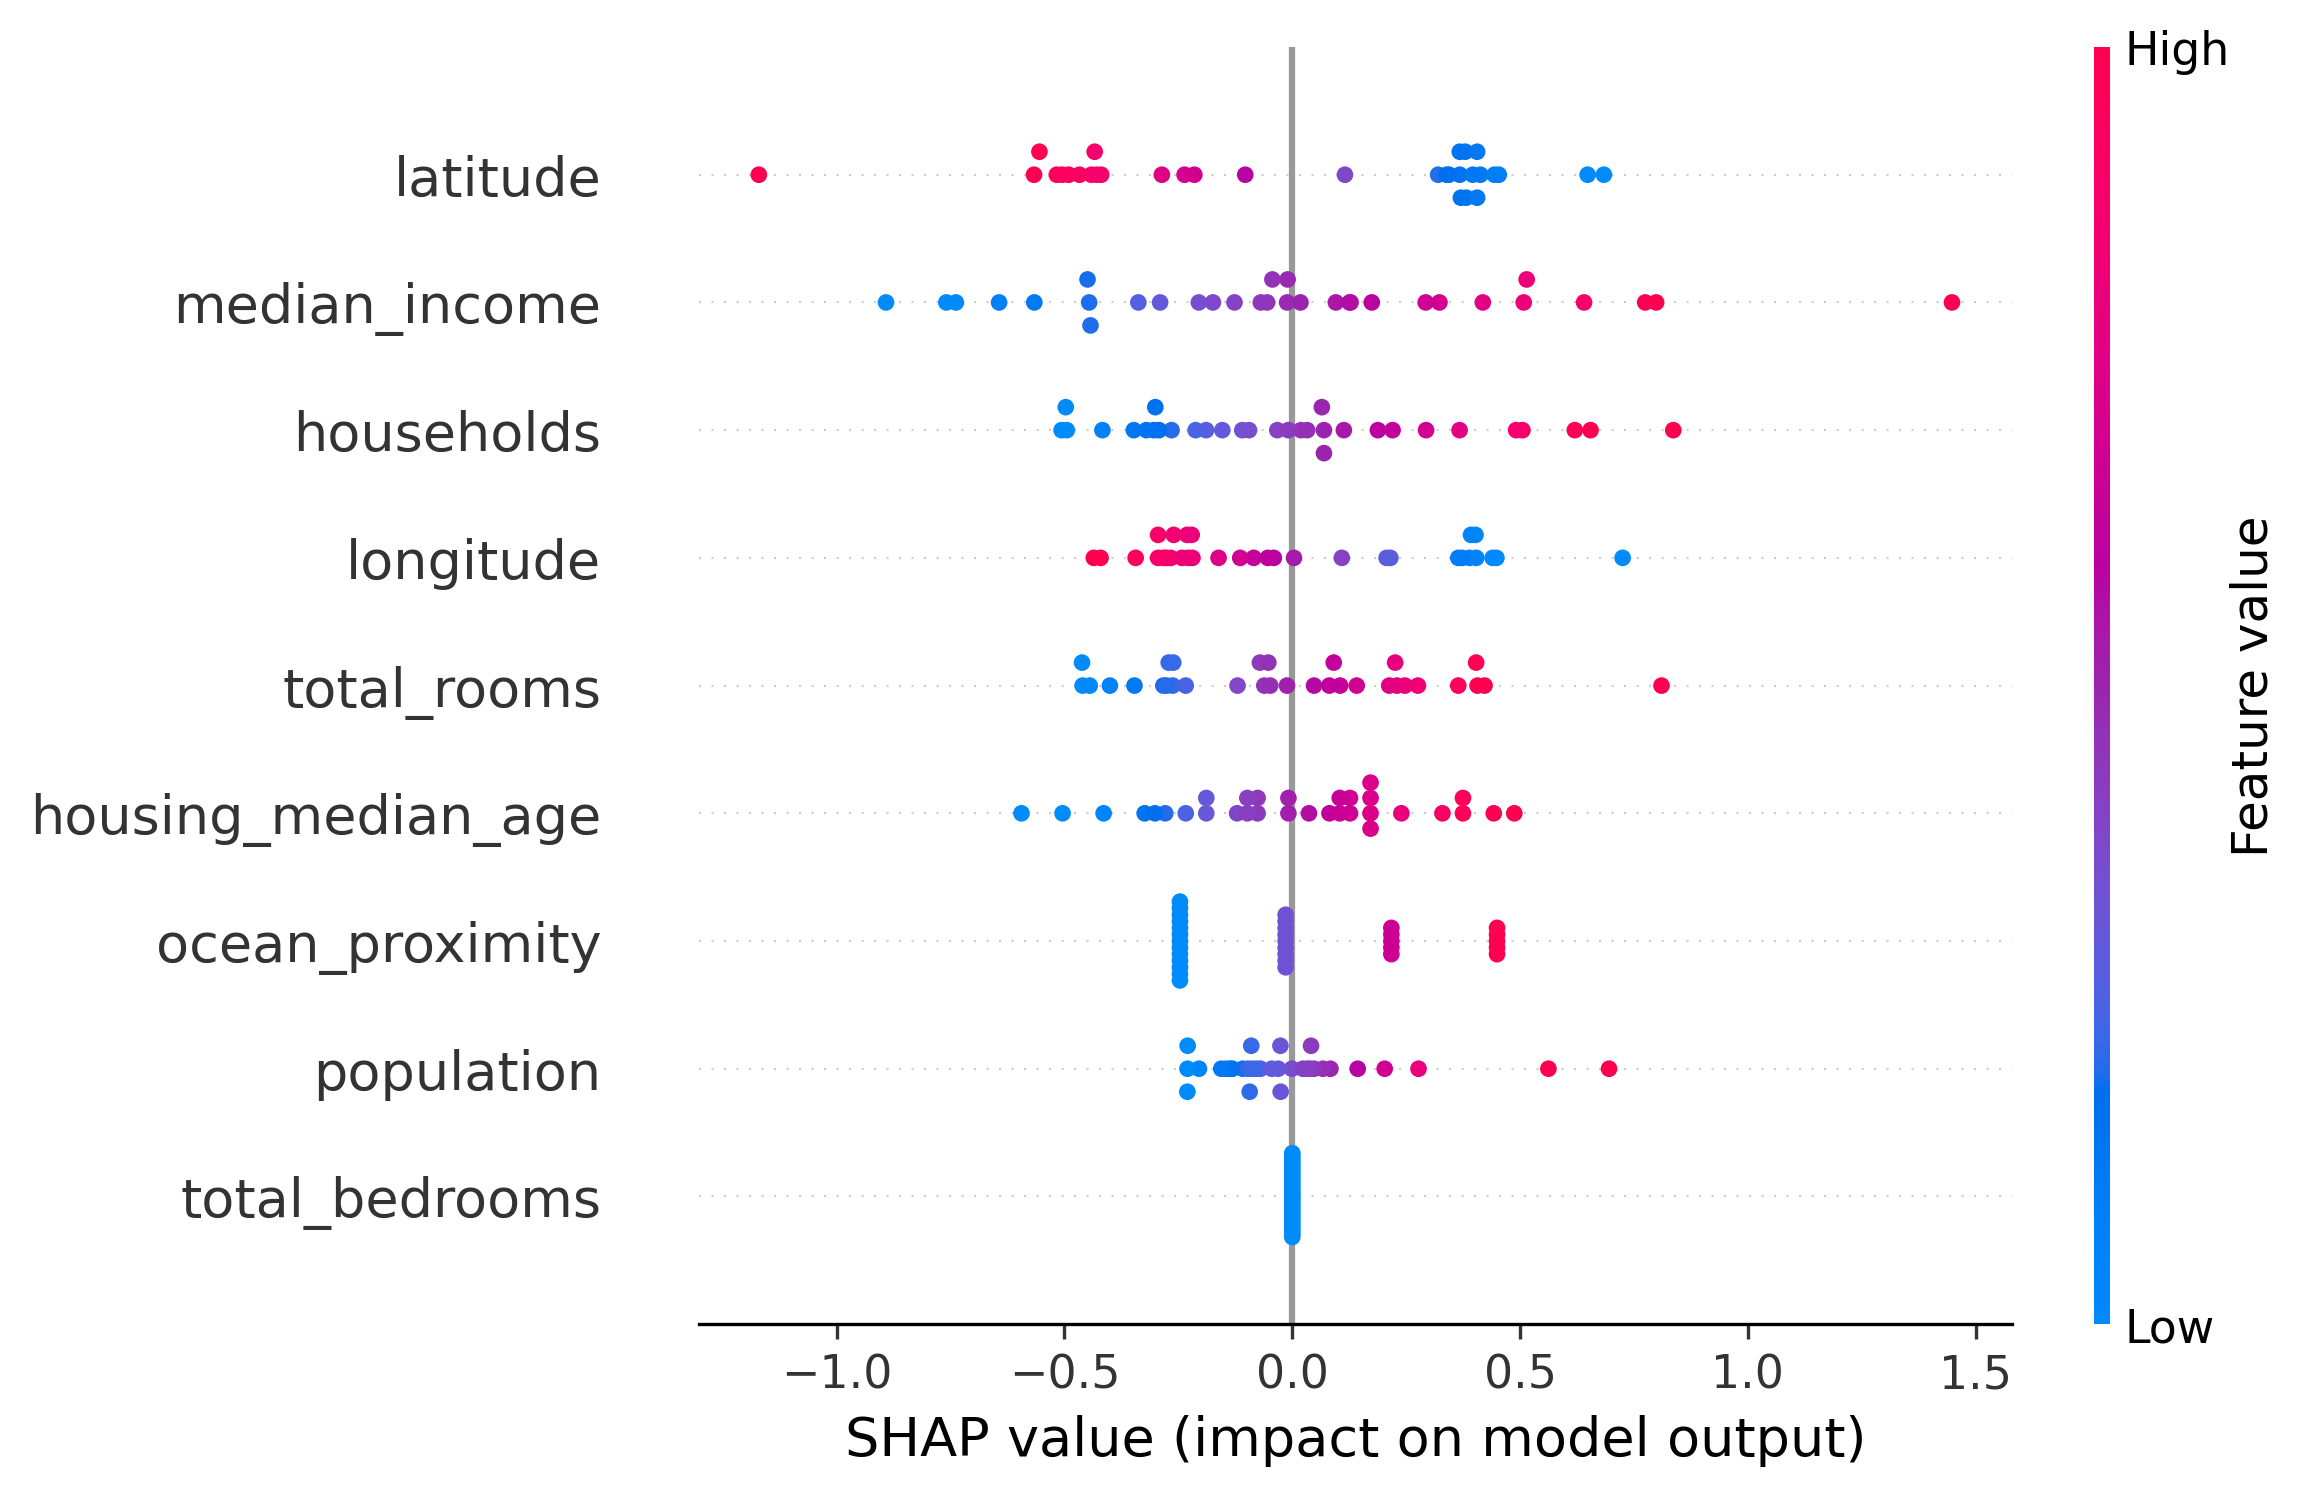 High
latitude
median_income
households
longitude
total_rooms
housing_median_age
ocean_proximity
population
total_bedrooms
Feature value
Low
−1.0 −0.5 0.0 0.5 1.0 1.5
SHAP value (impact on model output)